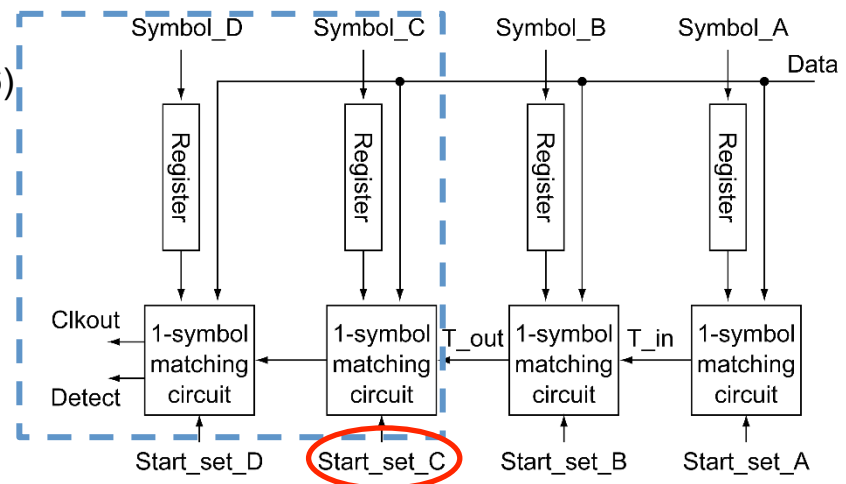 Symbol_D Symbol_C Symbol_B Symbol_A
Data
)
Register Register Register Register
Clkout
Detect
1-symbol matching circuit
1-symbol matching circuit
T_out
1-symbol matching circuit
T_in
1-symbol matching circuit
Start_set_D Start_set_C Start_set_B Start_set_A